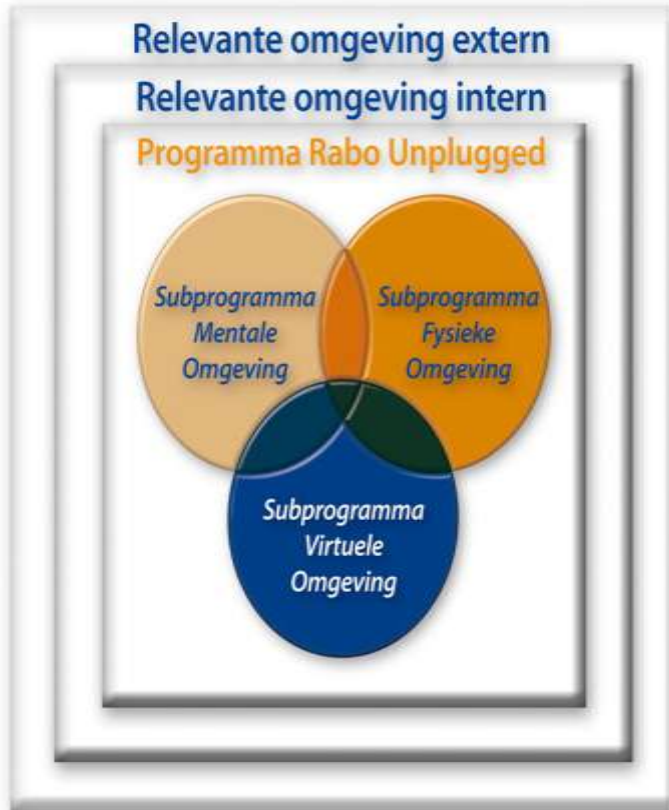 Relevante omgeving extern
Relevante omgeving intern
Programma Rabo Unplugged
Subprogramma
Mentale
Omgeving
Subprogramma
Fysieke
Omgeving
Subprogramma
Virtuele
Omgeving